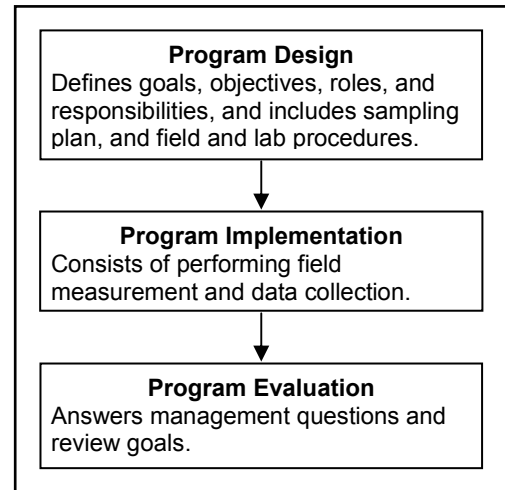 Program Design
Defines goals, objectives, roles, and
responsibilities, and includes sampling
plan, and field and lab procedures.
Program Implementation
Consists of performing field
measurement and data collection.
Program Evaluation
Answers management questions and
review goals.